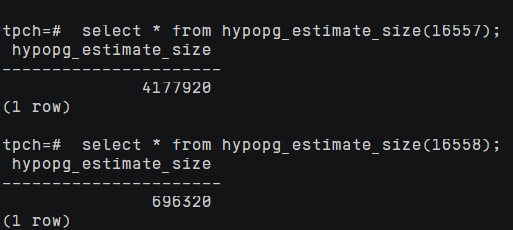 tpch=#  select * from hypopg_estimate_size(16557);
 hypopg_estimate_size
----------------------
              4177920
(1 row)

tpch=#  select * from hypopg_estimate_size(16558);
 hypopg_estimate_size
----------------------
               696320
(1 row)